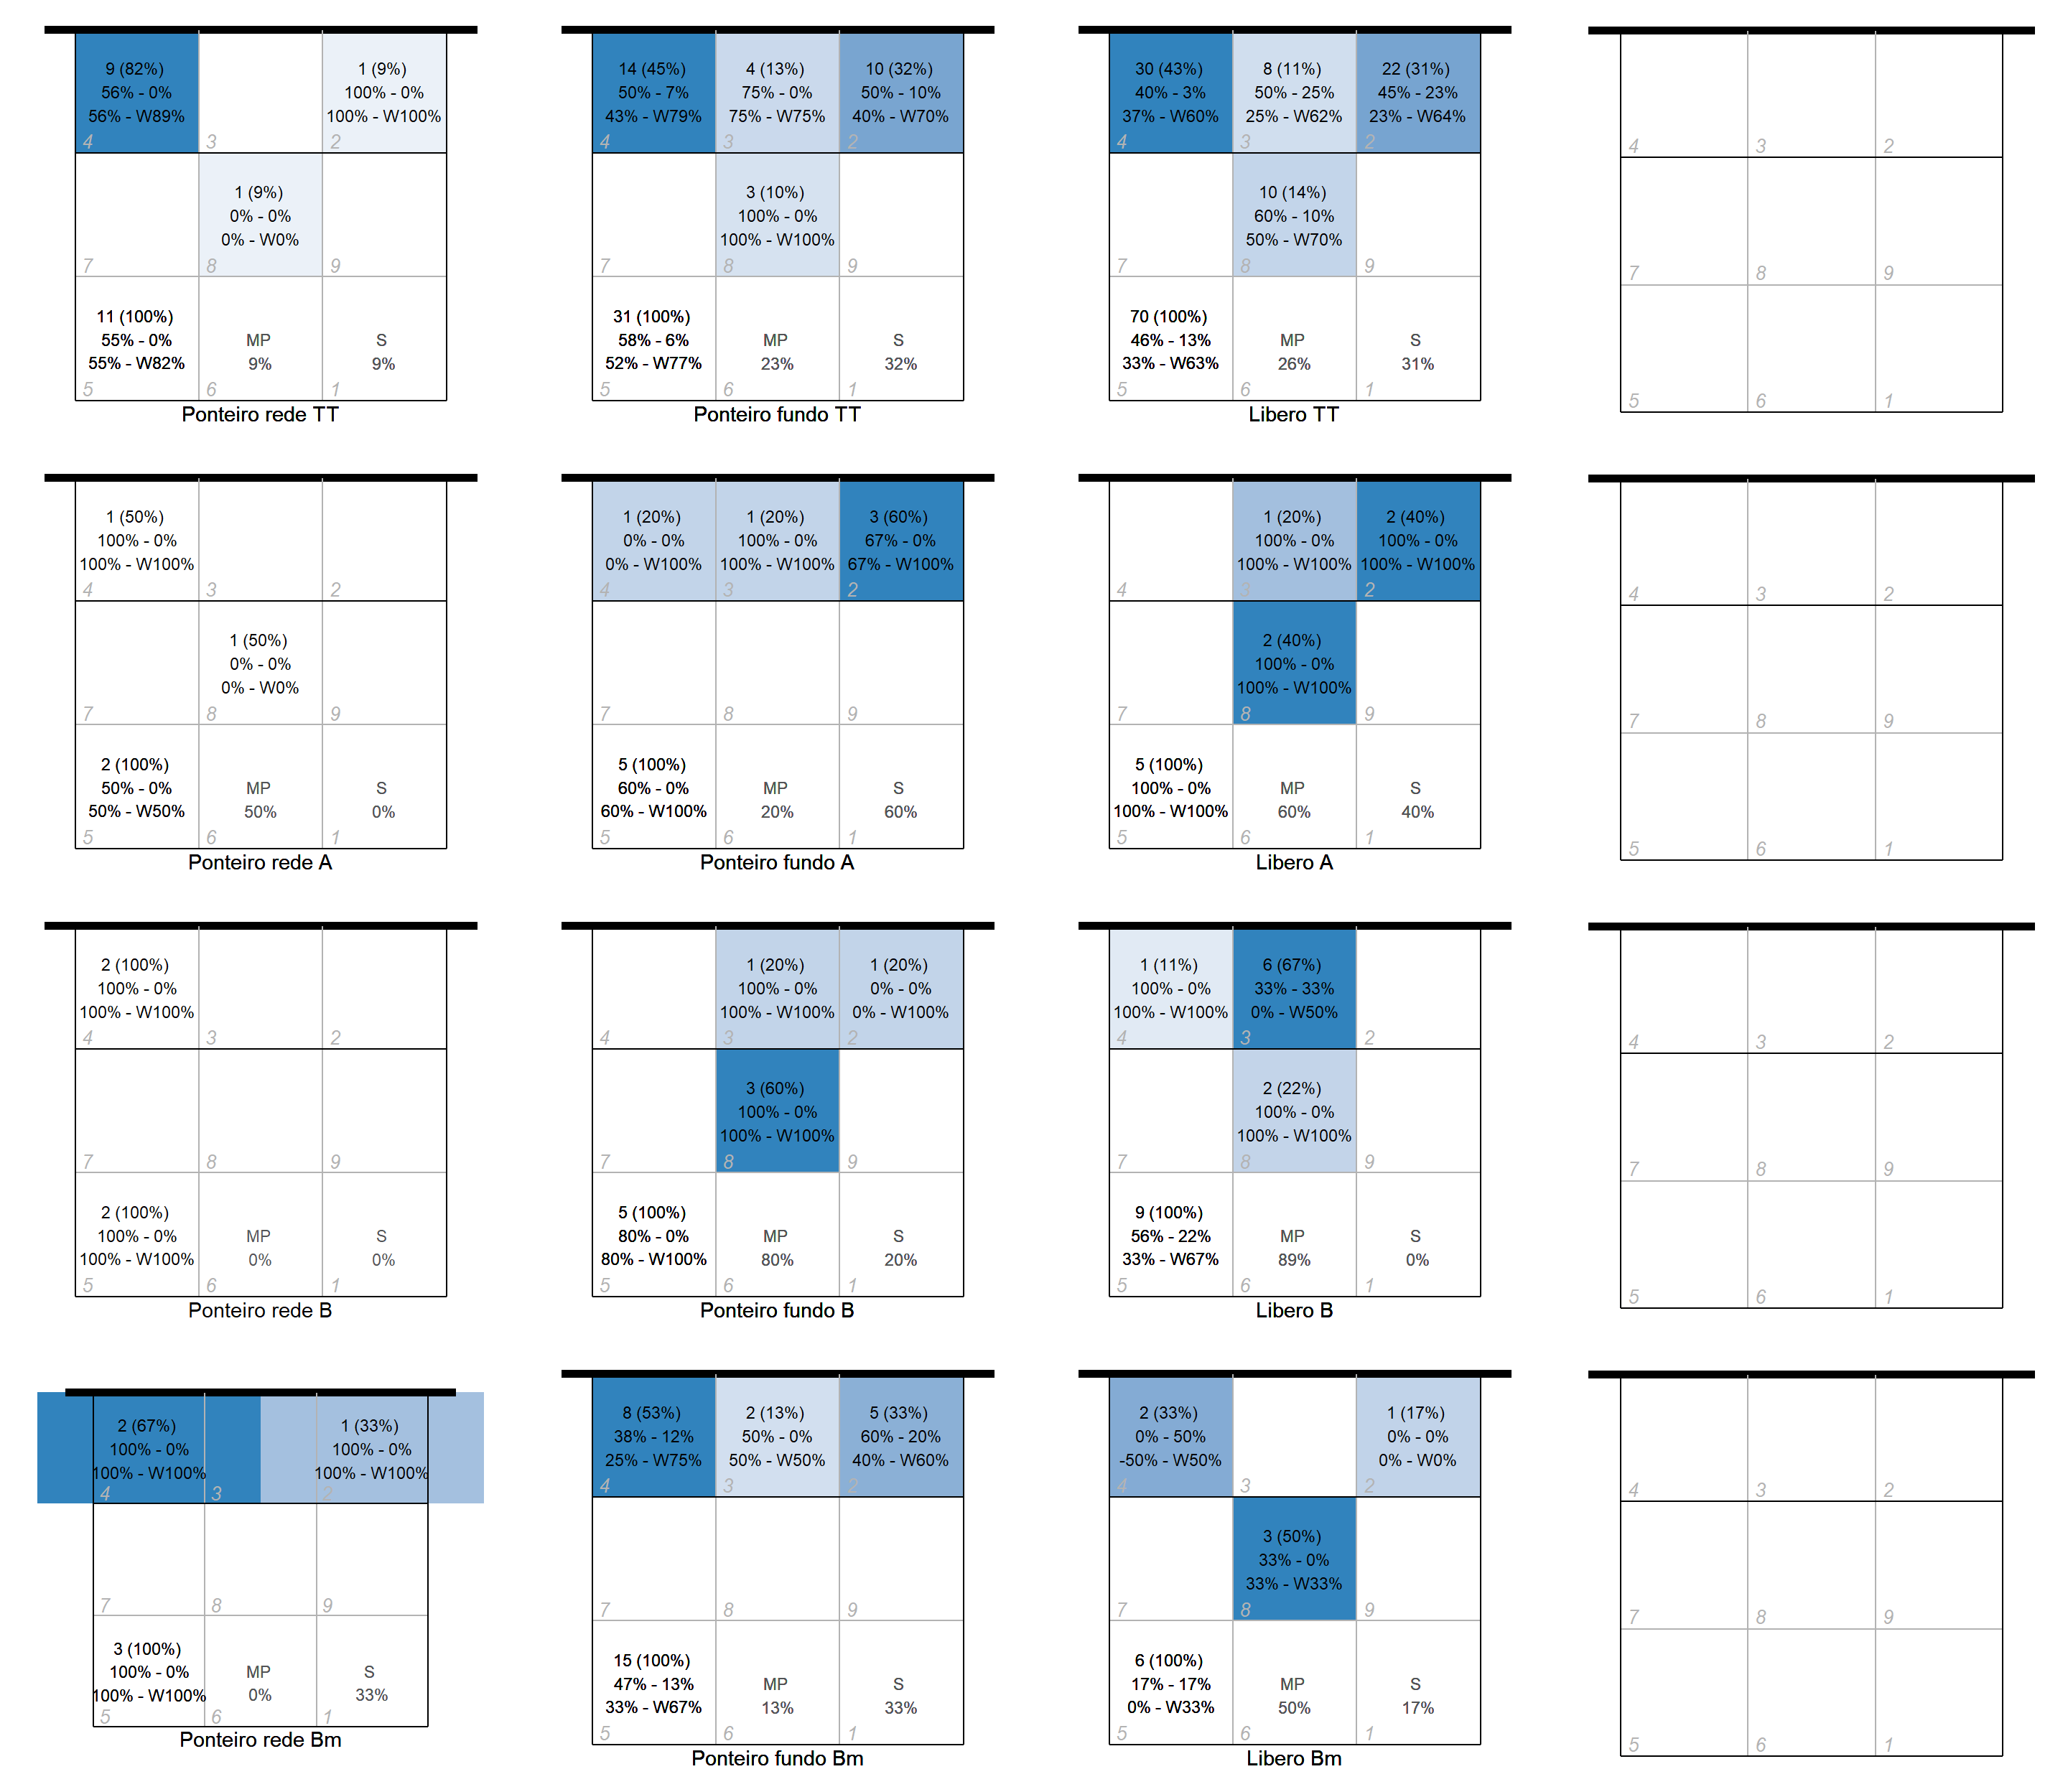 9 (82%)
56% - 0%
56% - W89%
4
3
1 (9%)
100% - 0%
100% - W100%
2
7
1 (9%)
0% - 0%
0% - W0%
8
9
11 (100%)
55% - 0%
55% - W82%
5
MP
9%
6
S
9%
1
Ponteiro rede TT
14 (45%)
50% - 7%
43% - W79%
4
4 (13%)
75% - 0%
75% - W75%
3
10 (32%)
50% - 10%
40% - W70%
2
7
3 (10%)
100% - 0%
100% - W100%
8
9
31 (100%)
58% - 6%
52% - W77%
5
MP
23%
6
S
32%
1
Ponteiro fundo TT
30 (43%)
40% - 3%
37% - W60%
4
8 (11%)
50% - 25%
25% - W62%
3
22 (31%)
45% - 23%
23% - W64%
2
7
10 (14%)
60% - 10%
50% - W70%
8
9
70 (100%)
46% - 13%
33% - W63%
5
MP
26%
6
S
31%
1
Libero TT
4
3
2
7
8
9
5
6
1
1 (50%)
100% - 0%
100% - W100%
4
3
2
7
1 (50%)
0% - 0%
0% - W0%
8
9
2 (100%)
50% - 0%
50% - W50%
5
MP
50%
6
S
0%
1
Ponteiro rede A
1 (20%)
0% - 0%
0% - W100%
4
1 (20%)
100% - 0%
100% - W100%
3
3 (60%)
67% - 0%
67% - W100%
2
7
8
9
5 (100%)
60% - 0%
60% - W100%
5
MP
20%
6
S
60%
1
Ponteiro fundo A
4
1 (20%)
100% - 0%
100% - W100%
3
2 (40%)
100% - 0%
100% - W100%
2
7
2 (40%)
100% - 0%
100% - W100%
8
9
5 (100%)
100% - 0%
100% - W100%
5
MP
60%
6
S
40%
1
Libero A
4
3
2
7
8
9
5
6
1
2 (100%)
100% - 0%
100% - W100%
4
3
2
7
8
9
2 (100%)
100% - 0%
100% - W100%
5
MP
0%
6
S
0%
1
Ponteiro rede B
4
1 (20%)
100% - 0%
100% - W100%
3
1 (20%)
0% - 0%
0% - W100%
2
7
3 (60%)
100% - 0%
100% - W100%
8
9
5 (100%)
80% - 0%
80% - W100%
5
MP
80%
6
S
20%
1
Ponteiro fundo B
1 (11%)
100% - 0%
100% - W100%
4
6 (67%)
33% - 33%
0% - W50%
3
2
7
2 (22%)
100% - 0%
100% - W100%
8
9
9 (100%)
56% - 22%
33% - W67%
5
MP
89%
6
S
0%
1
Libero B
4
3
2
7
8
9
5
6
1
2 (67%)
100% - 0%
100% - W100%
4
3
1 (33%)
100% - 0%
100% - W100%
2
7
8
9
3 (100%)
100% - 0%
100% - W100%
5
MP
0%
6
S
33%
1
Ponteiro rede Bm
8 (53%)
38% - 12%
25% - W75%
4
2 (13%)
50% - 0%
50% - W50%
3
5 (33%)
60% - 20%
40% - W60%
2
7
8
9
15 (100%)
47% - 13%
33% - W67%
5
MP
13%
6
S
33%
1
Ponteiro fundo Bm
2 (33%)
0% - 50%
-50% - W50%
4
3
1 (17%)
0% - 0%
0% - W0%
2
7
3 (50%)
33% - 0%
33% - W33%
8
9
6 (100%)
17% - 17%
0% - W33%
5
MP
50%
6
S
17%
1
Libero Bm
4
3
2
7
8
9
5
6
1